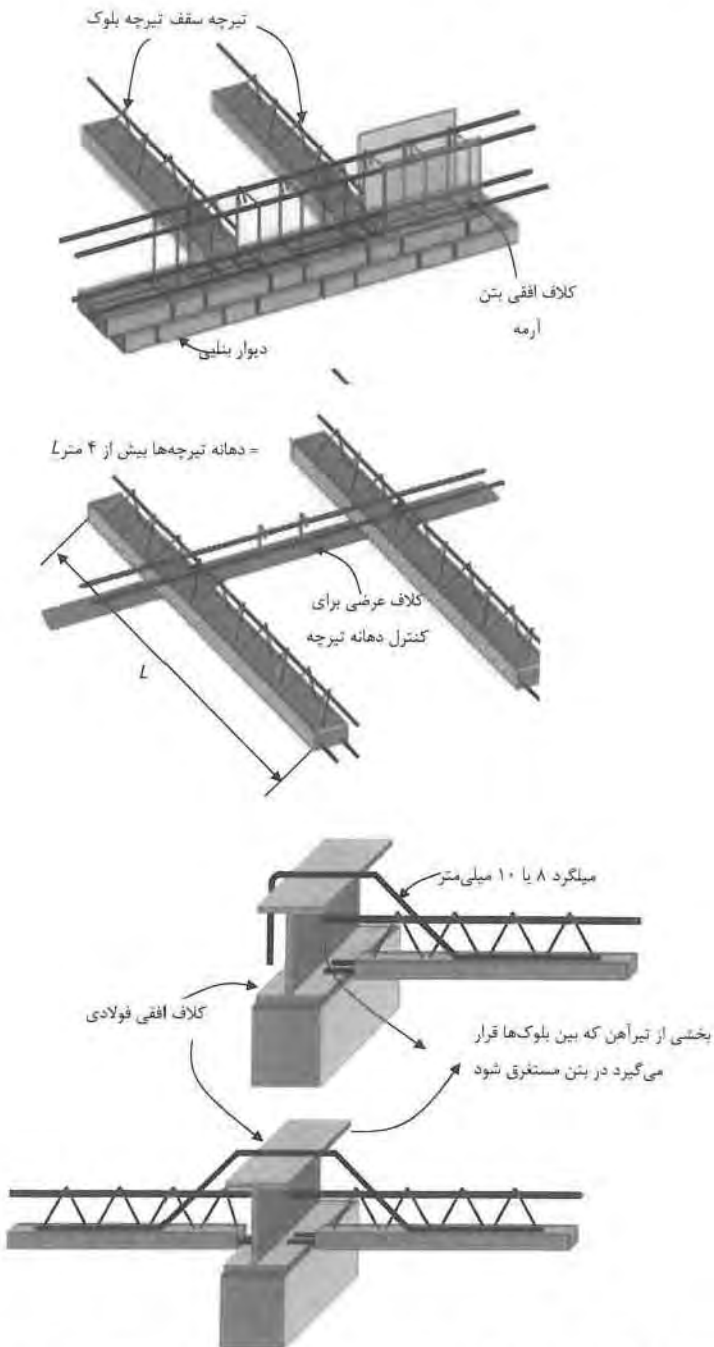 تیرچه سقف تیرچه بلوک
کلاف افقی بتن
آرمه
دیوار بنایی
= دهانه تیرچه‌ها بیش از ۴ مترL
کلاف عرضی برای
کنترل دهانه تیرچه
L
میلگرد ۸ یا ۱۰ میلی‌متر
کلاف افقی فولادی
بخشی از تیرآهن که بین بلوک‌ها قرار
می‌گیرد در بتن مستغرق شود